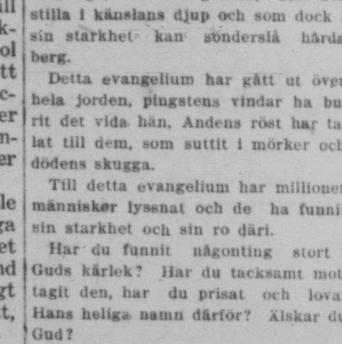 stilla i känslans djup och som dock i
sin starkhet kan sönderslå hårda
berg.
Detta evangelium har gått ut över
hela jorden, pingstens vindar ha bu-
rit det vida hän, Andens röst har ta-
lat till dem, som suttit i mörker och
dödens skugga.
Till detta evangelium har millioner
människor lyssnat och de ha funnit
sin starkhet och sin ro däri.
Har du funnit någonting stort i
Guds kärlek? Har du tacksamt mot-
tagit den, har du prisat och lovat
Hans heliga namn därför? Älskar du
Gud?